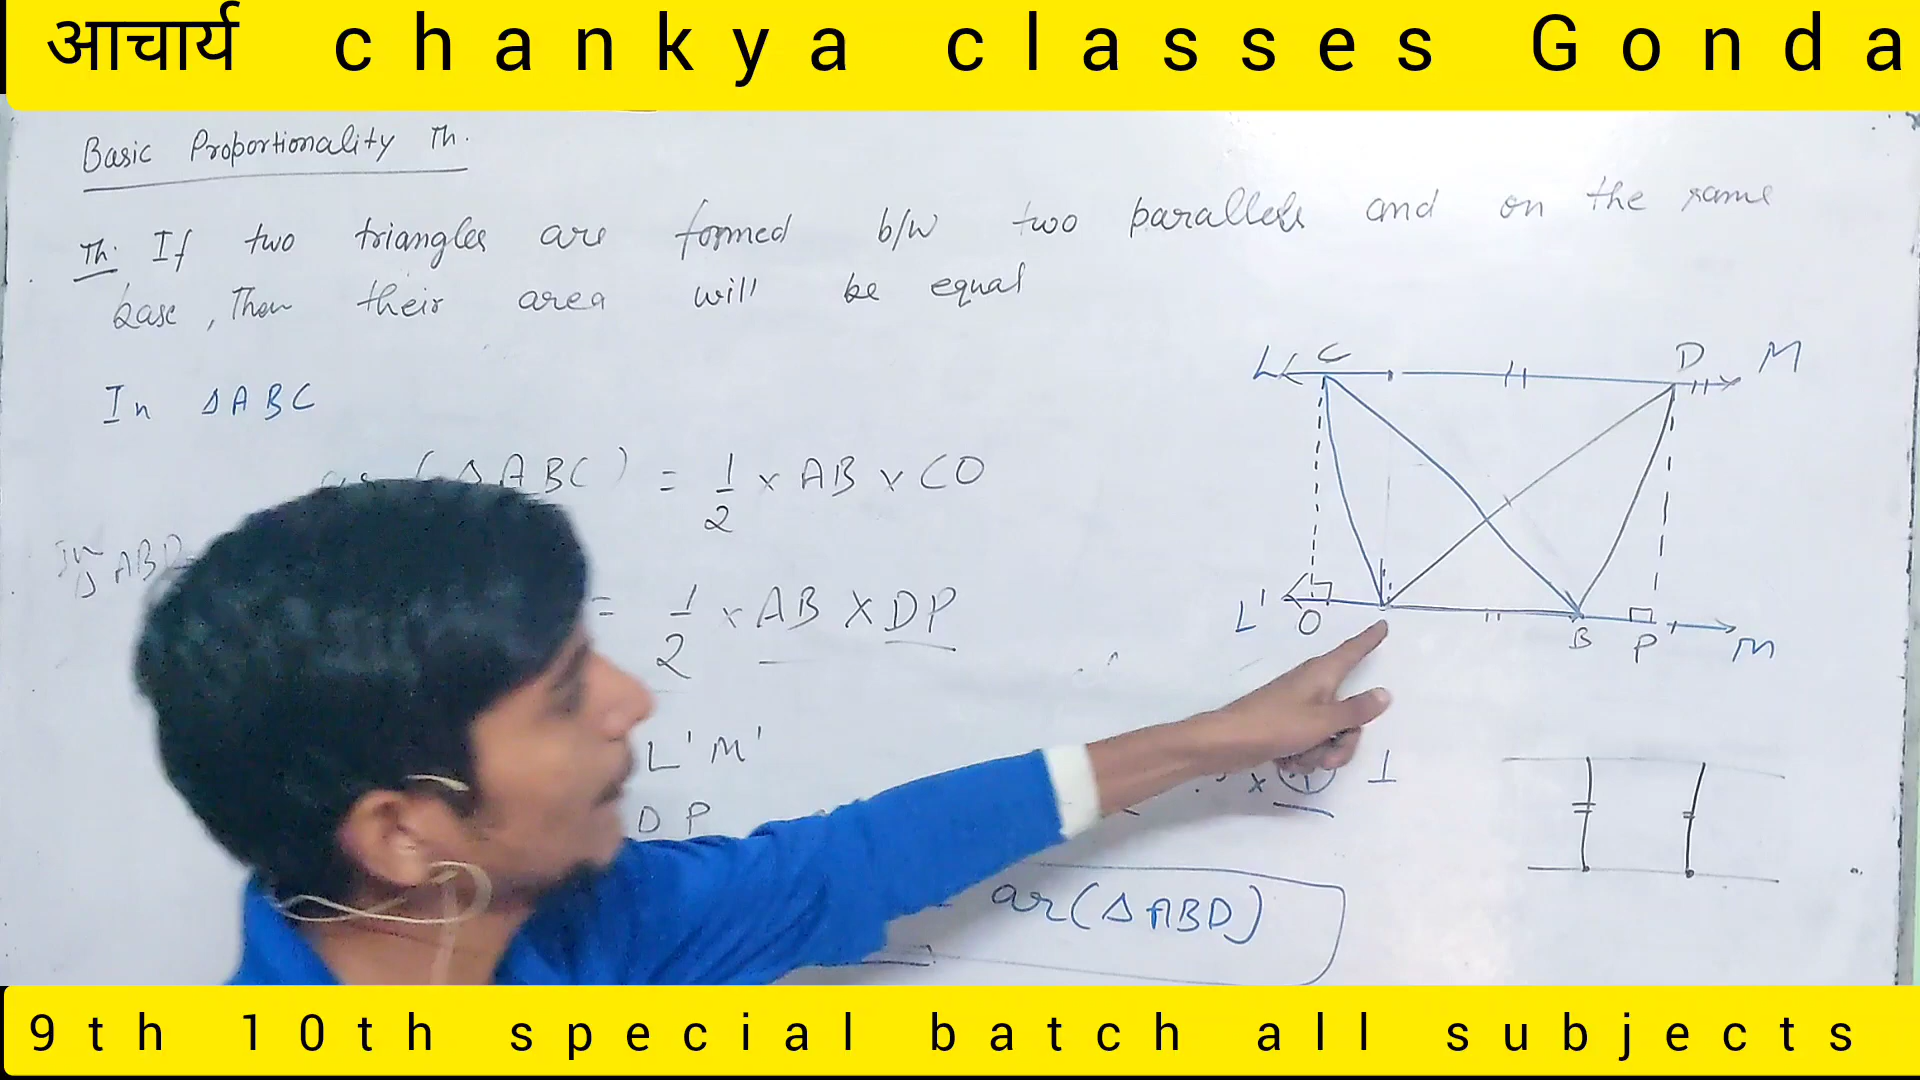 आचार्य chankya classes Gonda
Basic Proportionality Th.
Th: If two triangles are formed b/w two parallels and on the same
base, Then their area will be equal
In △ABC
(△ABC) = 1/2 × AB × CO
= 1/2 × AB × DP
L' M'
DP
ar(△ABD)
L C D M
L' O B P M
9th 10th special batch all subjects